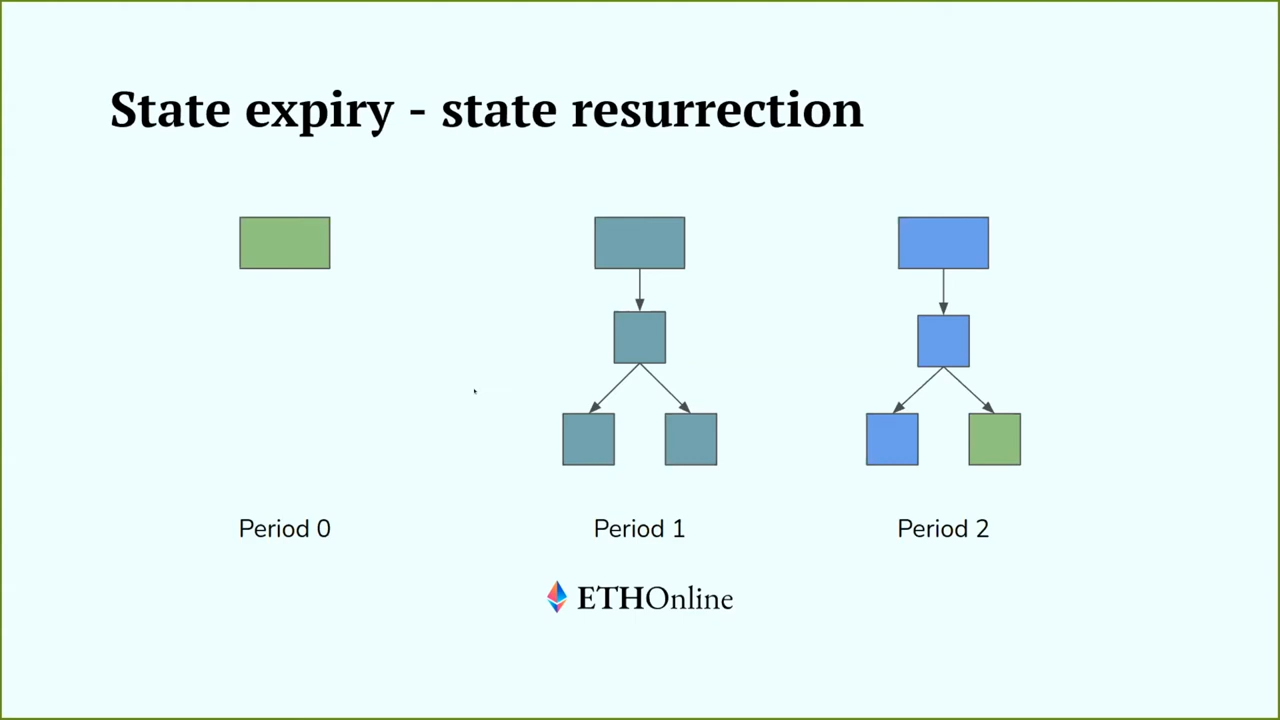 State expiry - state resurrection
Period 0
Period 1
Period 2
ETHOnline